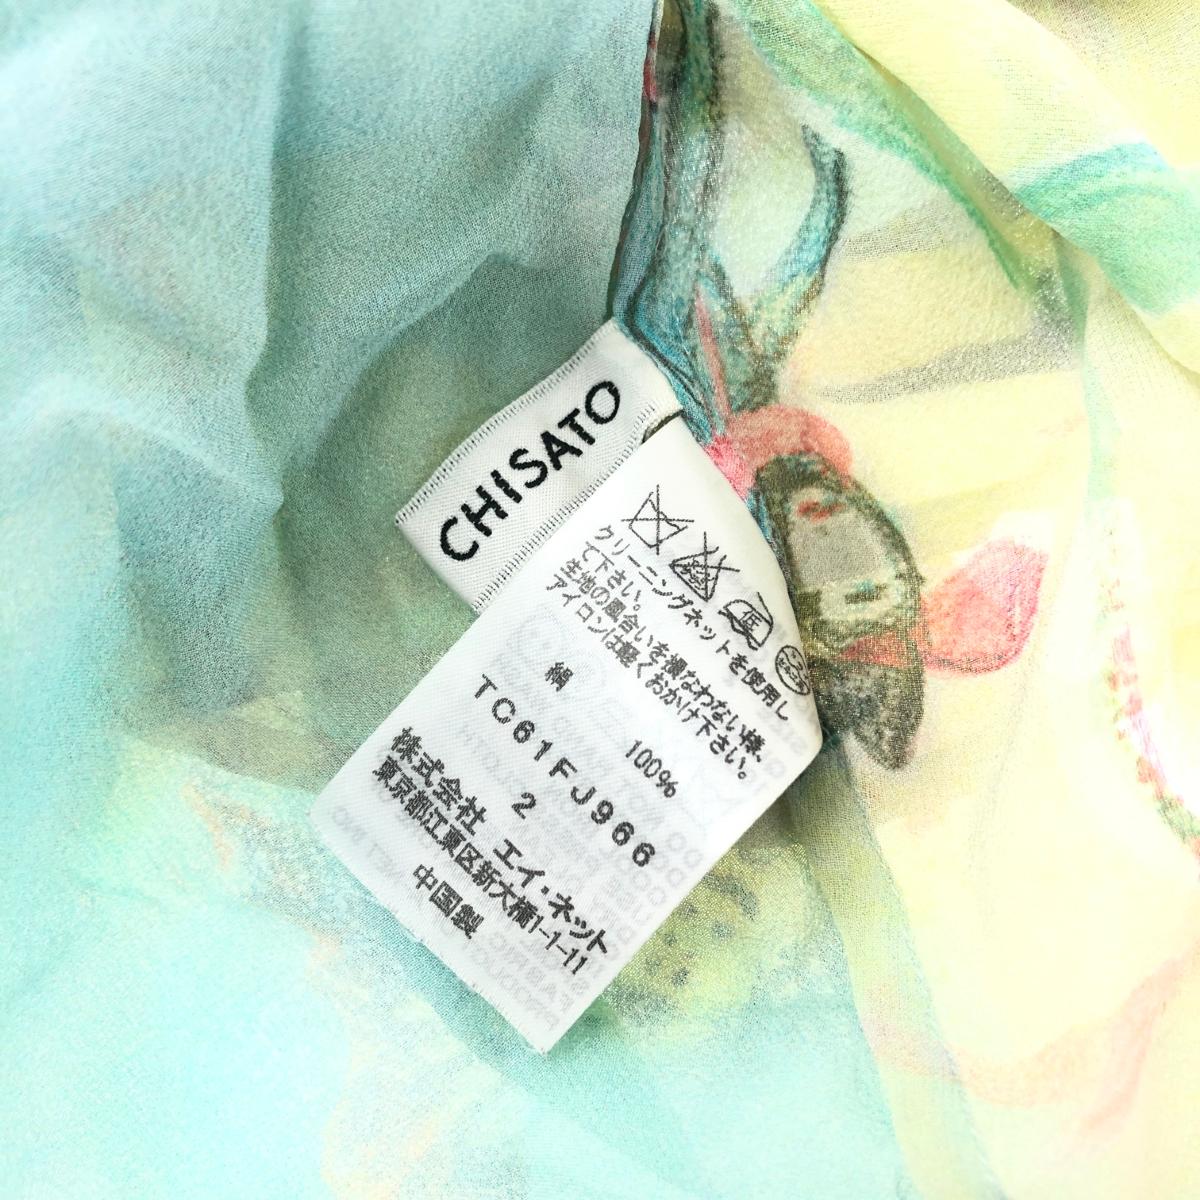 CHISATO
低
クリーニングネットを使用し
て下さい。
生地の風合いを損なわない様、
アイロンは軽くおかけ下さい。
絹 100%
TC61FJ966
2
株式会社 エイ・ネット
東京都江東区新大橋1-1-11
中国製